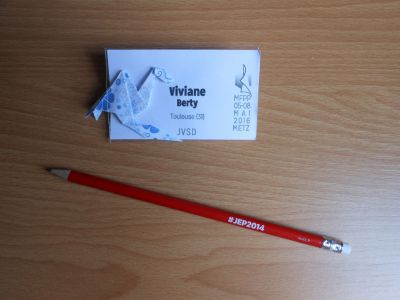 Viviane
Berty
Toulouse (31)
JVSD
MFPP
05-08
MAI
2016
METZ
#JEP2014